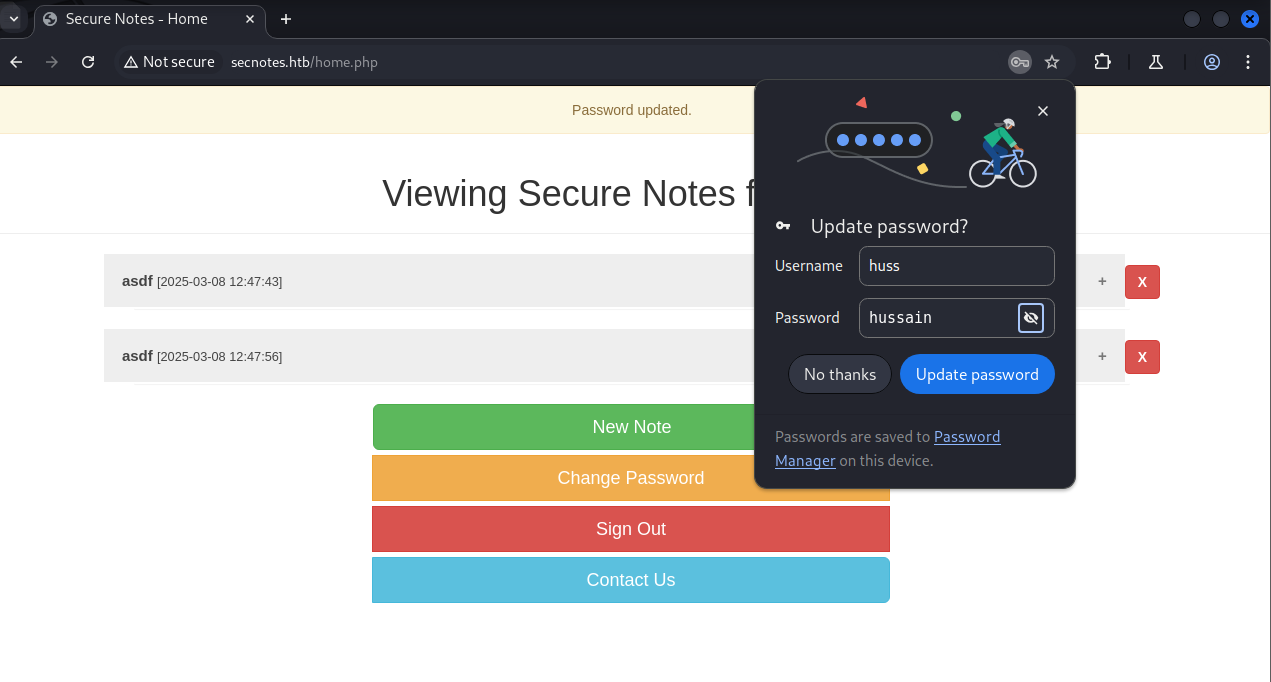 Secure Notes - Home
Not secure secnotes.htb/home.php
Password updated.
Viewing Secure Notes
asdf [2025-03-08 12:47:43] + X
asdf [2025-03-08 12:47:56] + X
New Note
Change Password
Sign Out
Contact Us
Update password?
Username huss
Password hussain
No thanks Update password
Passwords are saved to Password
Manager on this device.